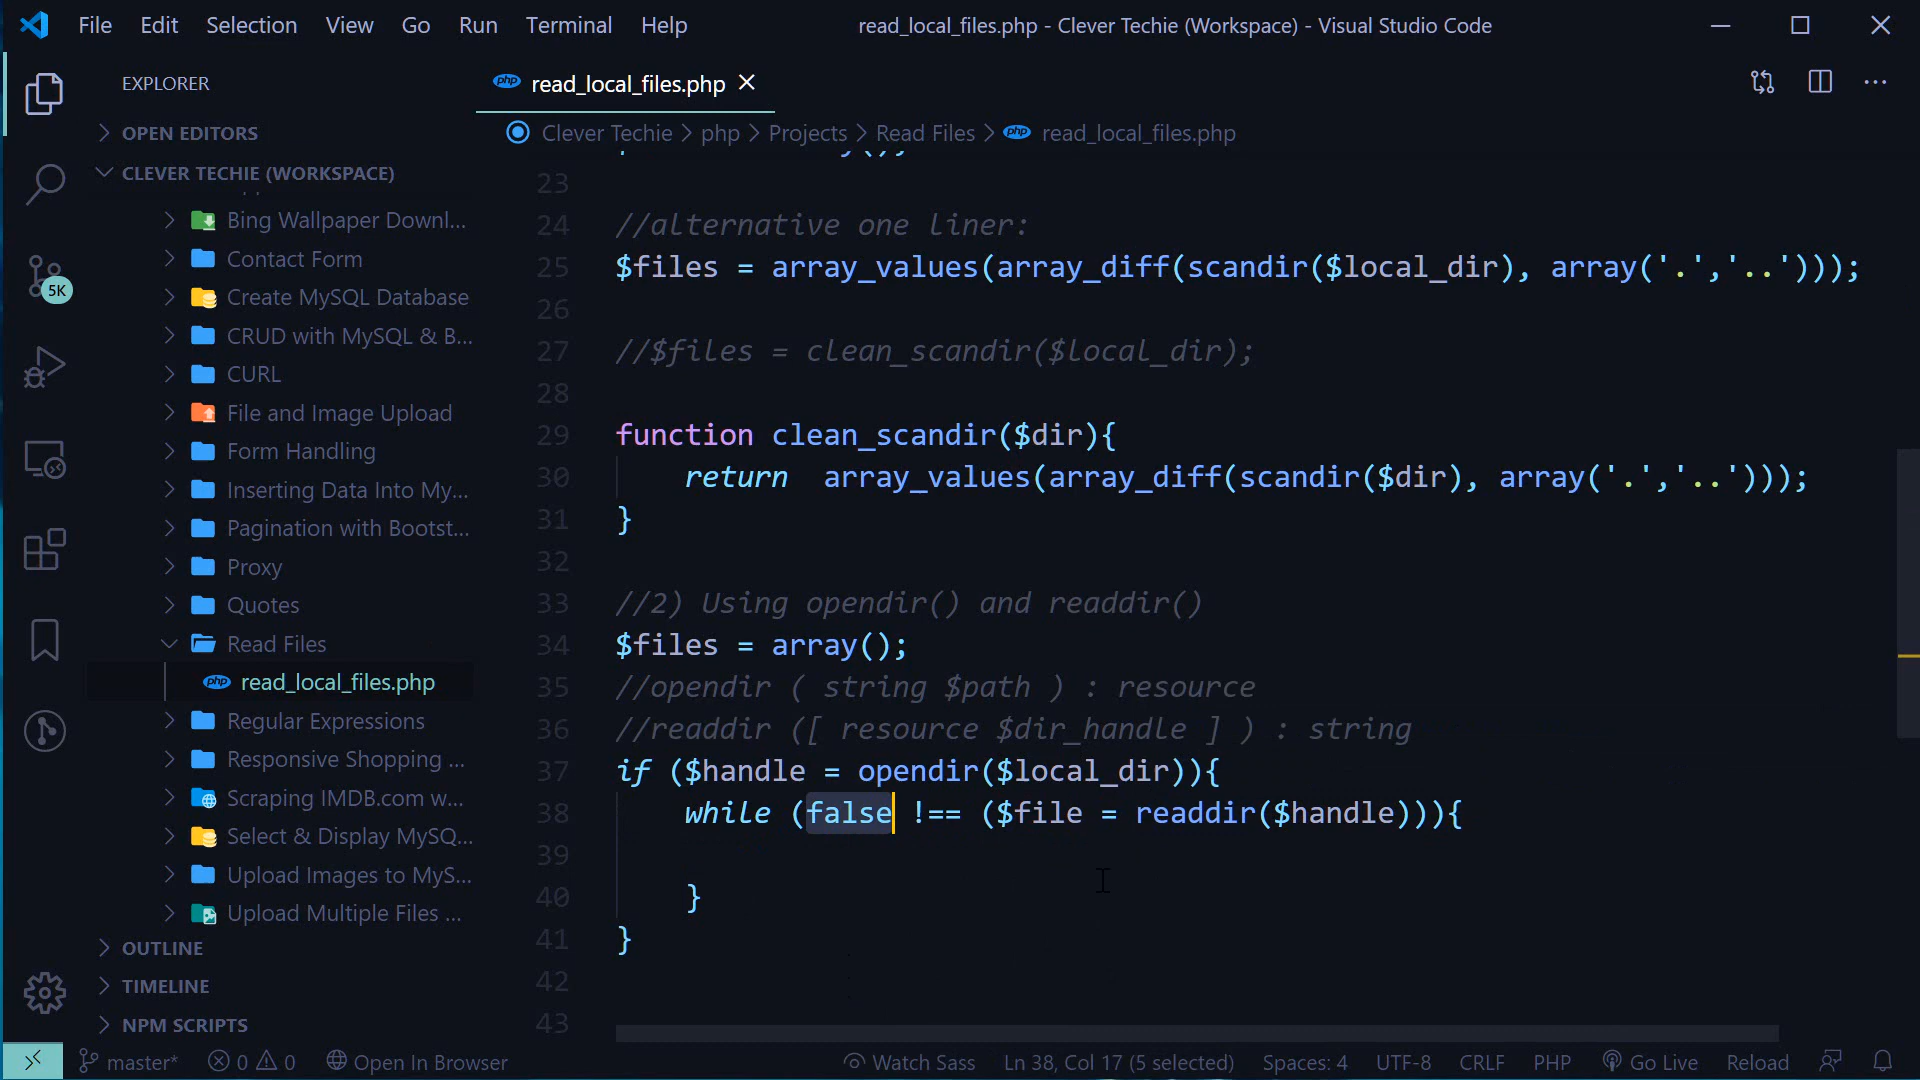 File Edit Selection View Go Run Terminal Help
read_local_files.php - Clever Techie (Workspace) - Visual Studio Code
EXPLORER
OPEN EDITORS
CLEVER TECHIE (WORKSPACE)
Bing Wallpaper Downl...
Contact Form
Create MySQL Database
CRUD with MySQL & B...
CURL
File and Image Upload
Form Handling
Inserting Data Into My...
Pagination with Bootst...
Proxy
Quotes
Read Files
php read_local_files.php
Regular Expressions
Responsive Shopping ...
Scraping IMDB.com w...
Select & Display MySQ...
Upload Images to MyS...
Upload Multiple Files ...
OUTLINE
TIMELINE
NPM SCRIPTS
5K
php read_local_files.php
Clever Techie > php > Projects > Read Files > php read_local_files.php
23
24 //alternative one liner:
25 $files = array_values(array_diff(scandir($local_dir), array('.','..')));
26
27 //$files = clean_scandir($local_dir);
28
29 function clean_scandir($dir){
30 return  array_values(array_diff(scandir($dir), array('.','..')));
31 }
32
33 //2) Using opendir() and readdir()
34 $files = array();
35 //opendir ( string $path ) : resource
36 //readdir ([ resource $dir_handle ] ) : string
37 if ($handle = opendir($local_dir)){
38 while (false !== ($file = readdir($handle))){
39
40 }
41 }
42
43
master* 0 0 Open In Browser Watch Sass Ln 38, Col 17 (5 selected) Spaces: 4 UTF-8 CRLF PHP Go Live Reload